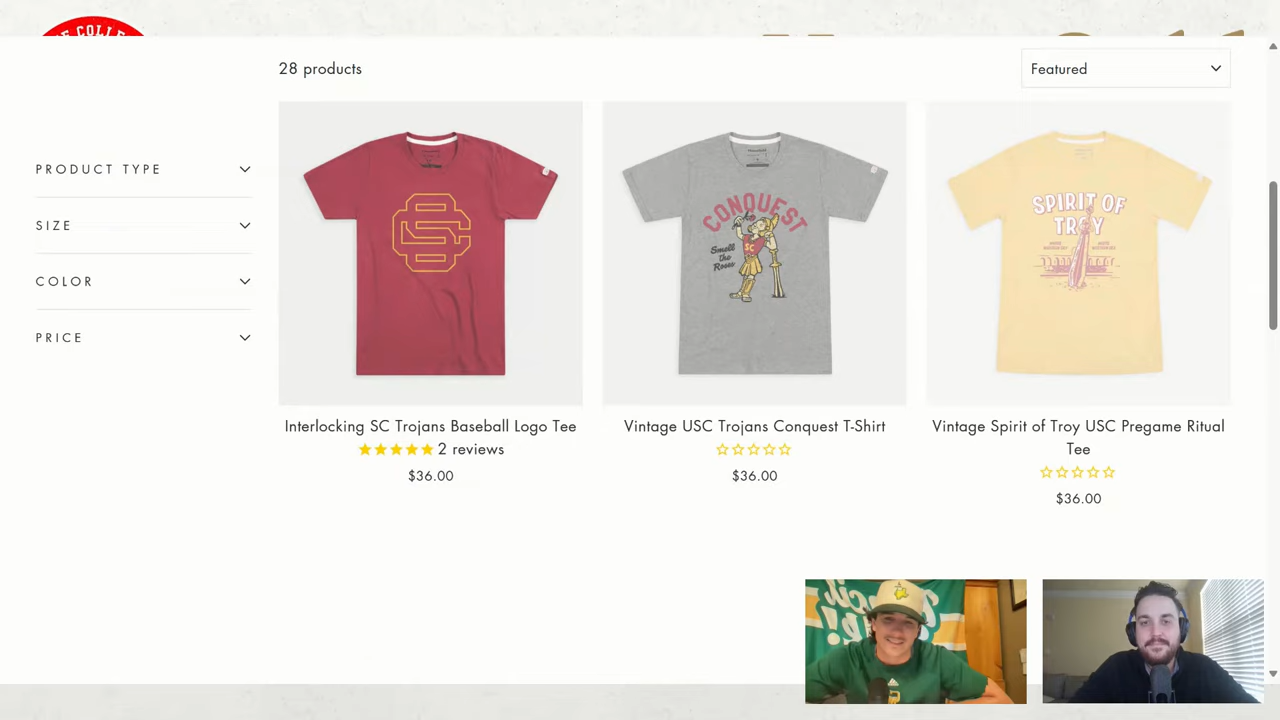 THE COLLE
28 products
Featured
PRODUCT TYPE
SIZE
COLOR
PRICE
CONQUEST
Smell
the
Roses
SC
SPIRIT OF
TROY
Interlocking SC Trojans Baseball Logo Tee
2 reviews
$36.00
Vintage USC Trojans Conquest T-Shirt
$36.00
Vintage Spirit of Troy USC Pregame Ritual
Tee
$36.00